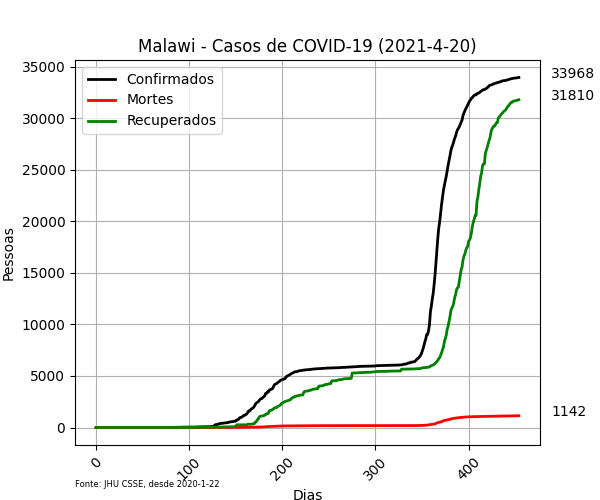 Malawi - Casos de COVID-19 (2021-4-20)
Confirmados
Mortes
Recuperados
35000
30000
25000
20000
15000
10000
5000
0
Pessoas
33968
31810
1142
0
100
200
300
400
Dias
Fonte: JHU CSSE, desde 2020-1-22